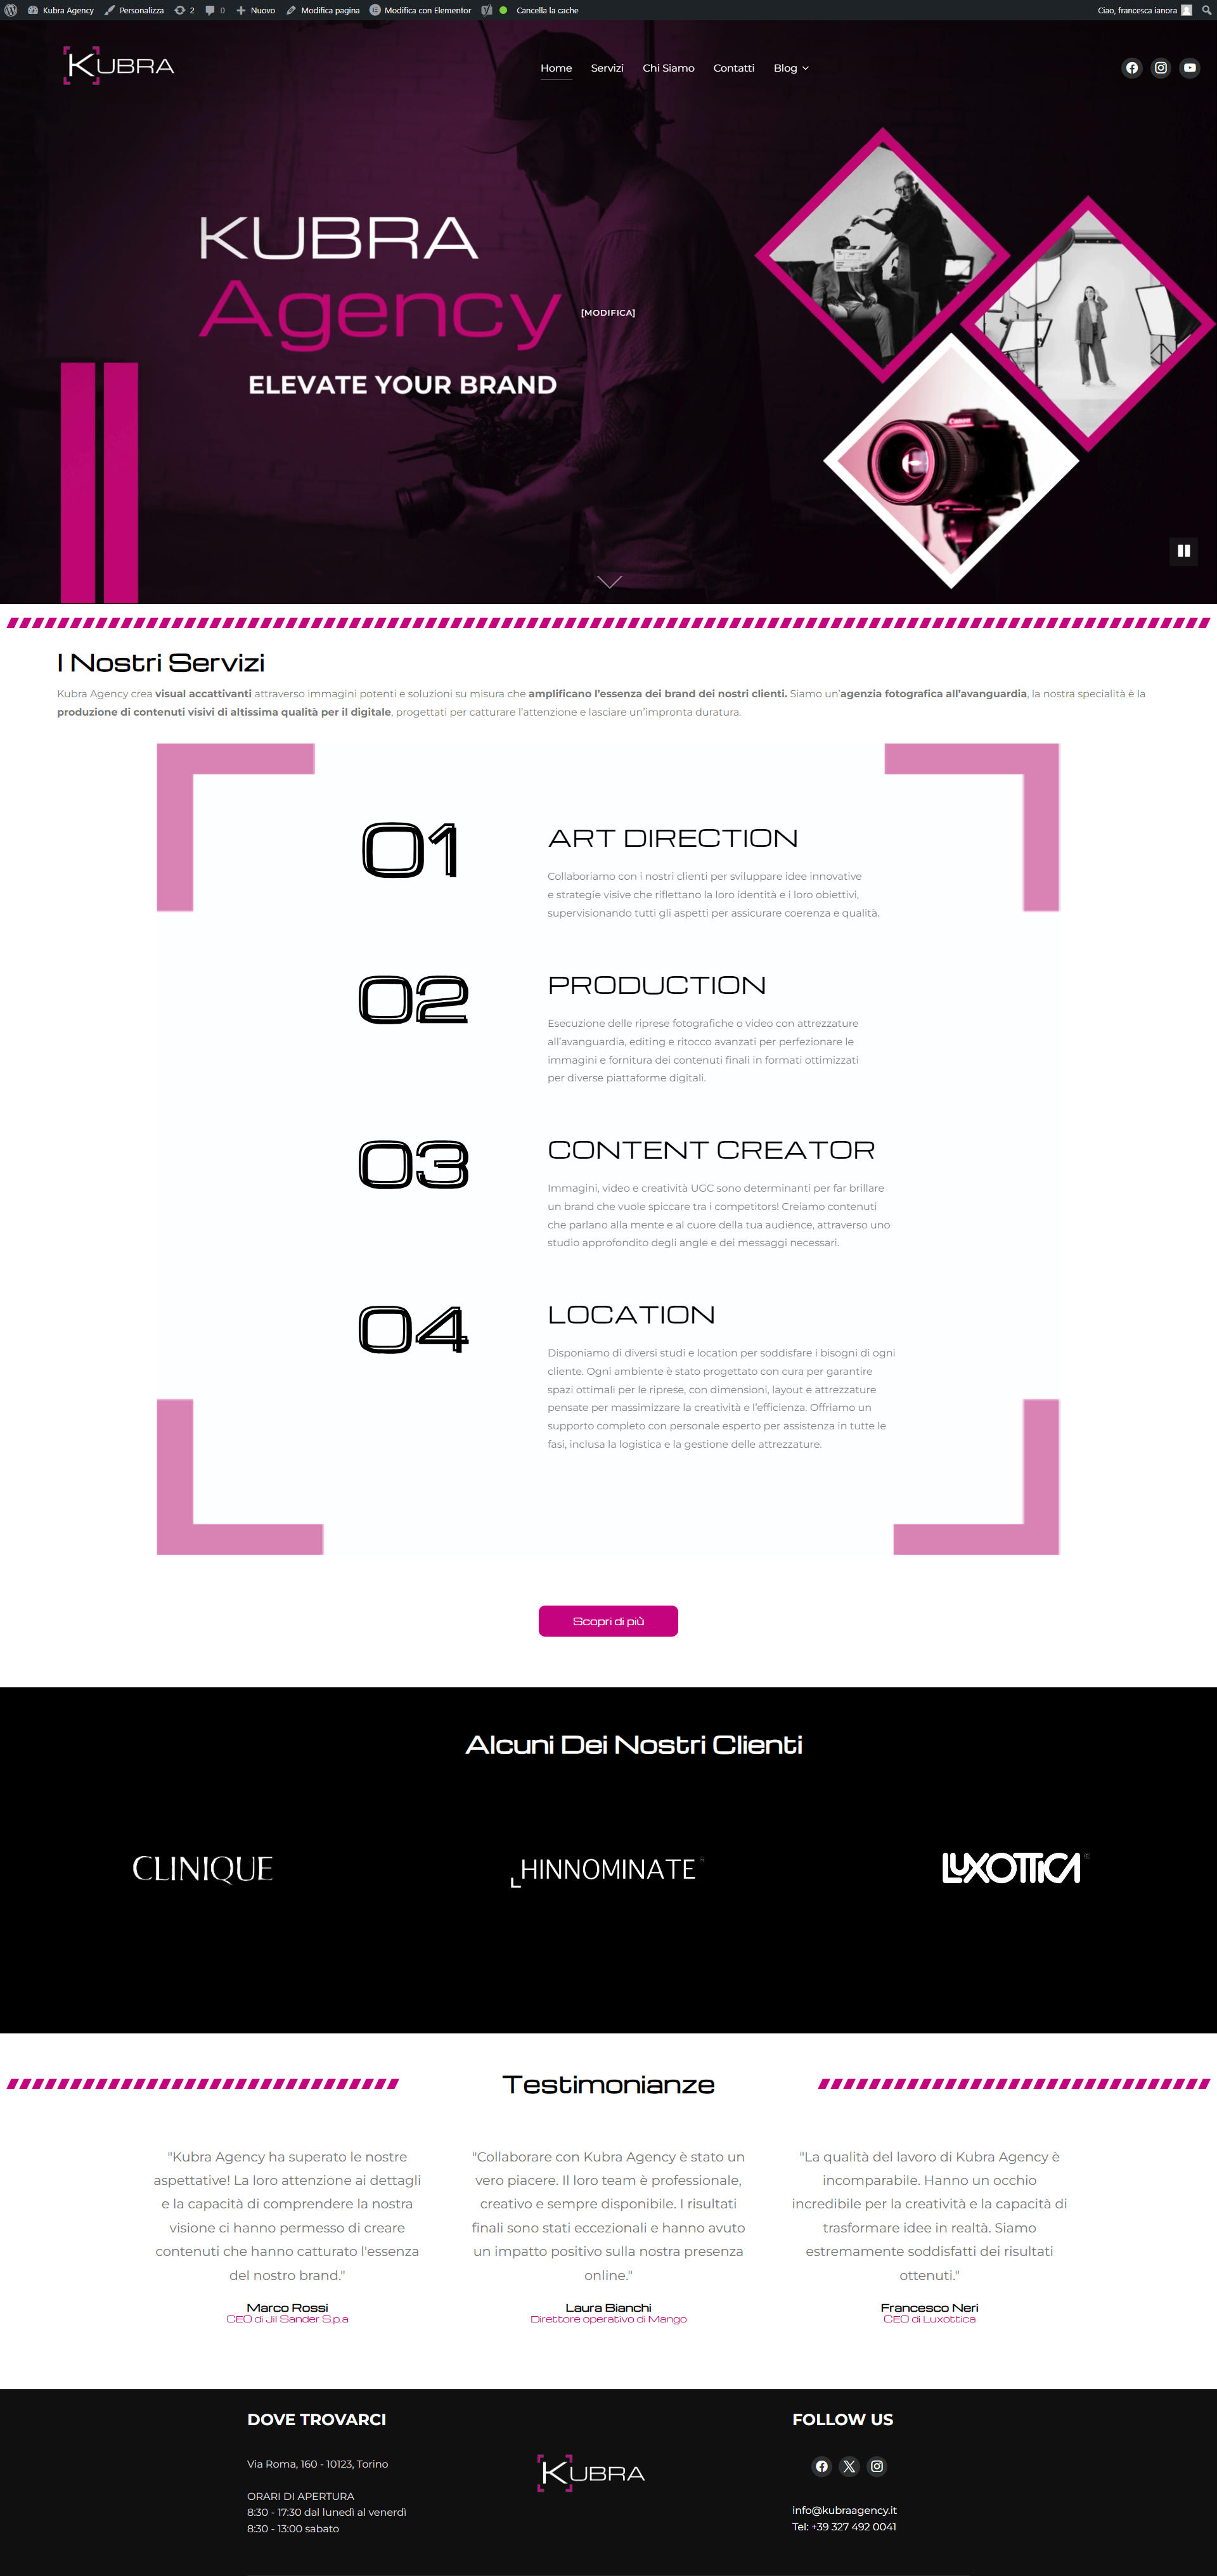 Kubra Agency Personalizza 2 0 Nuovo Modifica pagina Modifica con Elementor Cancella la cache Ciao, francesca ianora
KUBRA
Home Servizi Chi Siamo Contatti Blog
KUBRA
Agency
[MODIFICA]
ELEVATE YOUR BRAND
Canon
I Nostri Servizi
Kubra Agency crea visual accattivanti attraverso immagini potenti e soluzioni su misura che amplificano l’essenza dei brand dei nostri clienti. Siamo un’agenzia fotografica all’avanguardia, la nostra specialità è la
produzione di contenuti visivi di altissima qualità per il digitale, progettati per catturare l’attenzione e lasciare un’impronta duratura.
01
ART DIRECTION
Collaboriamo con i nostri clienti per sviluppare idee innovative
e strategie visive che riflettano la loro identità e i loro obiettivi,
supervisionando tutti gli aspetti per assicurare coerenza e qualità.
02
PRODUCTION
Esecuzione delle riprese fotografiche o video con attrezzature
all’avanguardia, editing e ritocco avanzati per perfezionare le
immagini e fornitura dei contenuti finali in formati ottimizzati
per diverse piattaforme digitali.
03
CONTENT CREATOR
Immagini, video e creatività UGC sono determinanti per far brillare
un brand che vuole spiccare tra i competitors! Creiamo contenuti
che parlano alla mente e al cuore della tua audience, attraverso uno
studio approfondito degli angle e dei messaggi necessari.
04
LOCATION
Disponiamo di diversi studi e location per soddisfare i bisogni di ogni
cliente. Ogni ambiente è stato progettato con cura per garantire
spazi ottimali per le riprese, con dimensioni, layout e attrezzature
pensate per massimizzare la creatività e l’efficienza. Offriamo un
supporto completo con personale esperto per assistenza in tutte le
fasi, inclusa la logistica e la gestione delle attrezzature.
Scopri di più
Alcuni Dei Nostri Clienti
CLINIQUE
HINNOMINATE
LUXOTTICA
Testimonianze
"Kubra Agency ha superato le nostre
aspettative! La loro attenzione ai dettagli
e la capacità di comprendere la nostra
visione ci hanno permesso di creare
contenuti che hanno catturato l'essenza
del nostro brand."
Marco Rossi
CEO di Jil Sander S.p.a
"Collaborare con Kubra Agency è stato un
vero piacere. Il loro team è professionale,
creativo e sempre disponibile. I risultati
finali sono stati eccezionali e hanno avuto
un impatto positivo sulla nostra presenza
online."
Laura Bianchi
Direttore operativo di Mango
"La qualità del lavoro di Kubra Agency è
incomparabile. Hanno un occhio
incredibile per la creatività e la capacità di
trasformare idee in realtà. Siamo
estremamente soddisfatti dei risultati
ottenuti."
Francesco Neri
CEO di Luxottica
DOVE TROVARCI
Via Roma, 160 - 10123, Torino
ORARI DI APERTURA
8:30 - 17:30 dal lunedì al venerdì
8:30 - 13:00 sabato
KUBRA
FOLLOW US
info@kubraagency.it
Tel: +39 327 492 0041